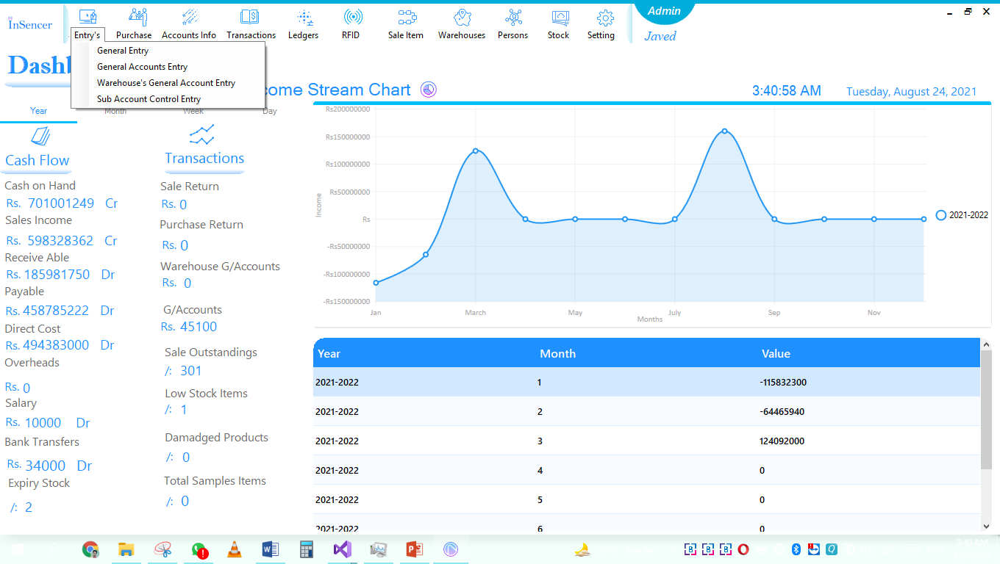 InSencer
Entry's
Purchase
Accounts Info
Transactions
Ledgers
RFID
Sale Item
Warehouses
Persons
Stock
Setting
Admin
Javed
General Entry
General Accounts Entry
Warehouse's General Account Entry
Sub Account Control Entry
Dash
come Stream Chart
3:40:58 AM
Tuesday, August 24, 2021
Year
Month
Week
Day
Cash Flow
Cash on Hand
Rs. 701001249 Cr
Sales Income
Rs. 598328362 Cr
Receive Able
Rs. 185981750 Dr
Payable
Rs. 458785222 Dr
Direct Cost
Rs. 494383000 Dr
Overheads
Rs. 0
Salary
Rs. 10000 Dr
Bank Transfers
Rs. 34000 Dr
Expiry Stock
/: 2
Transactions
Sale Return
Rs. 0
Purchase Return
Rs. 0
Warehouse G/Accounts
Rs. 0
G/Accounts
Rs. 45100
Sale Outstandings
/: 301
Low Stock Items
/: 1
Damadged Products
/: 0
Total Samples Items
/: 0
Rs200000000
Rs150000000
Rs100000000
Rs50000000
Rs
-Rs50000000
-Rs100000000
-Rs150000000
Income
Jan
March
May
July
Sep
Nov
Months
2021-2022
Year Month Value
2021-2022 1 -115832300
2021-2022 2 -64465940
2021-2022 3 124092000
2021-2022 4 0
2021-2022 5 0
2021-2022 6 0
3:40 AM